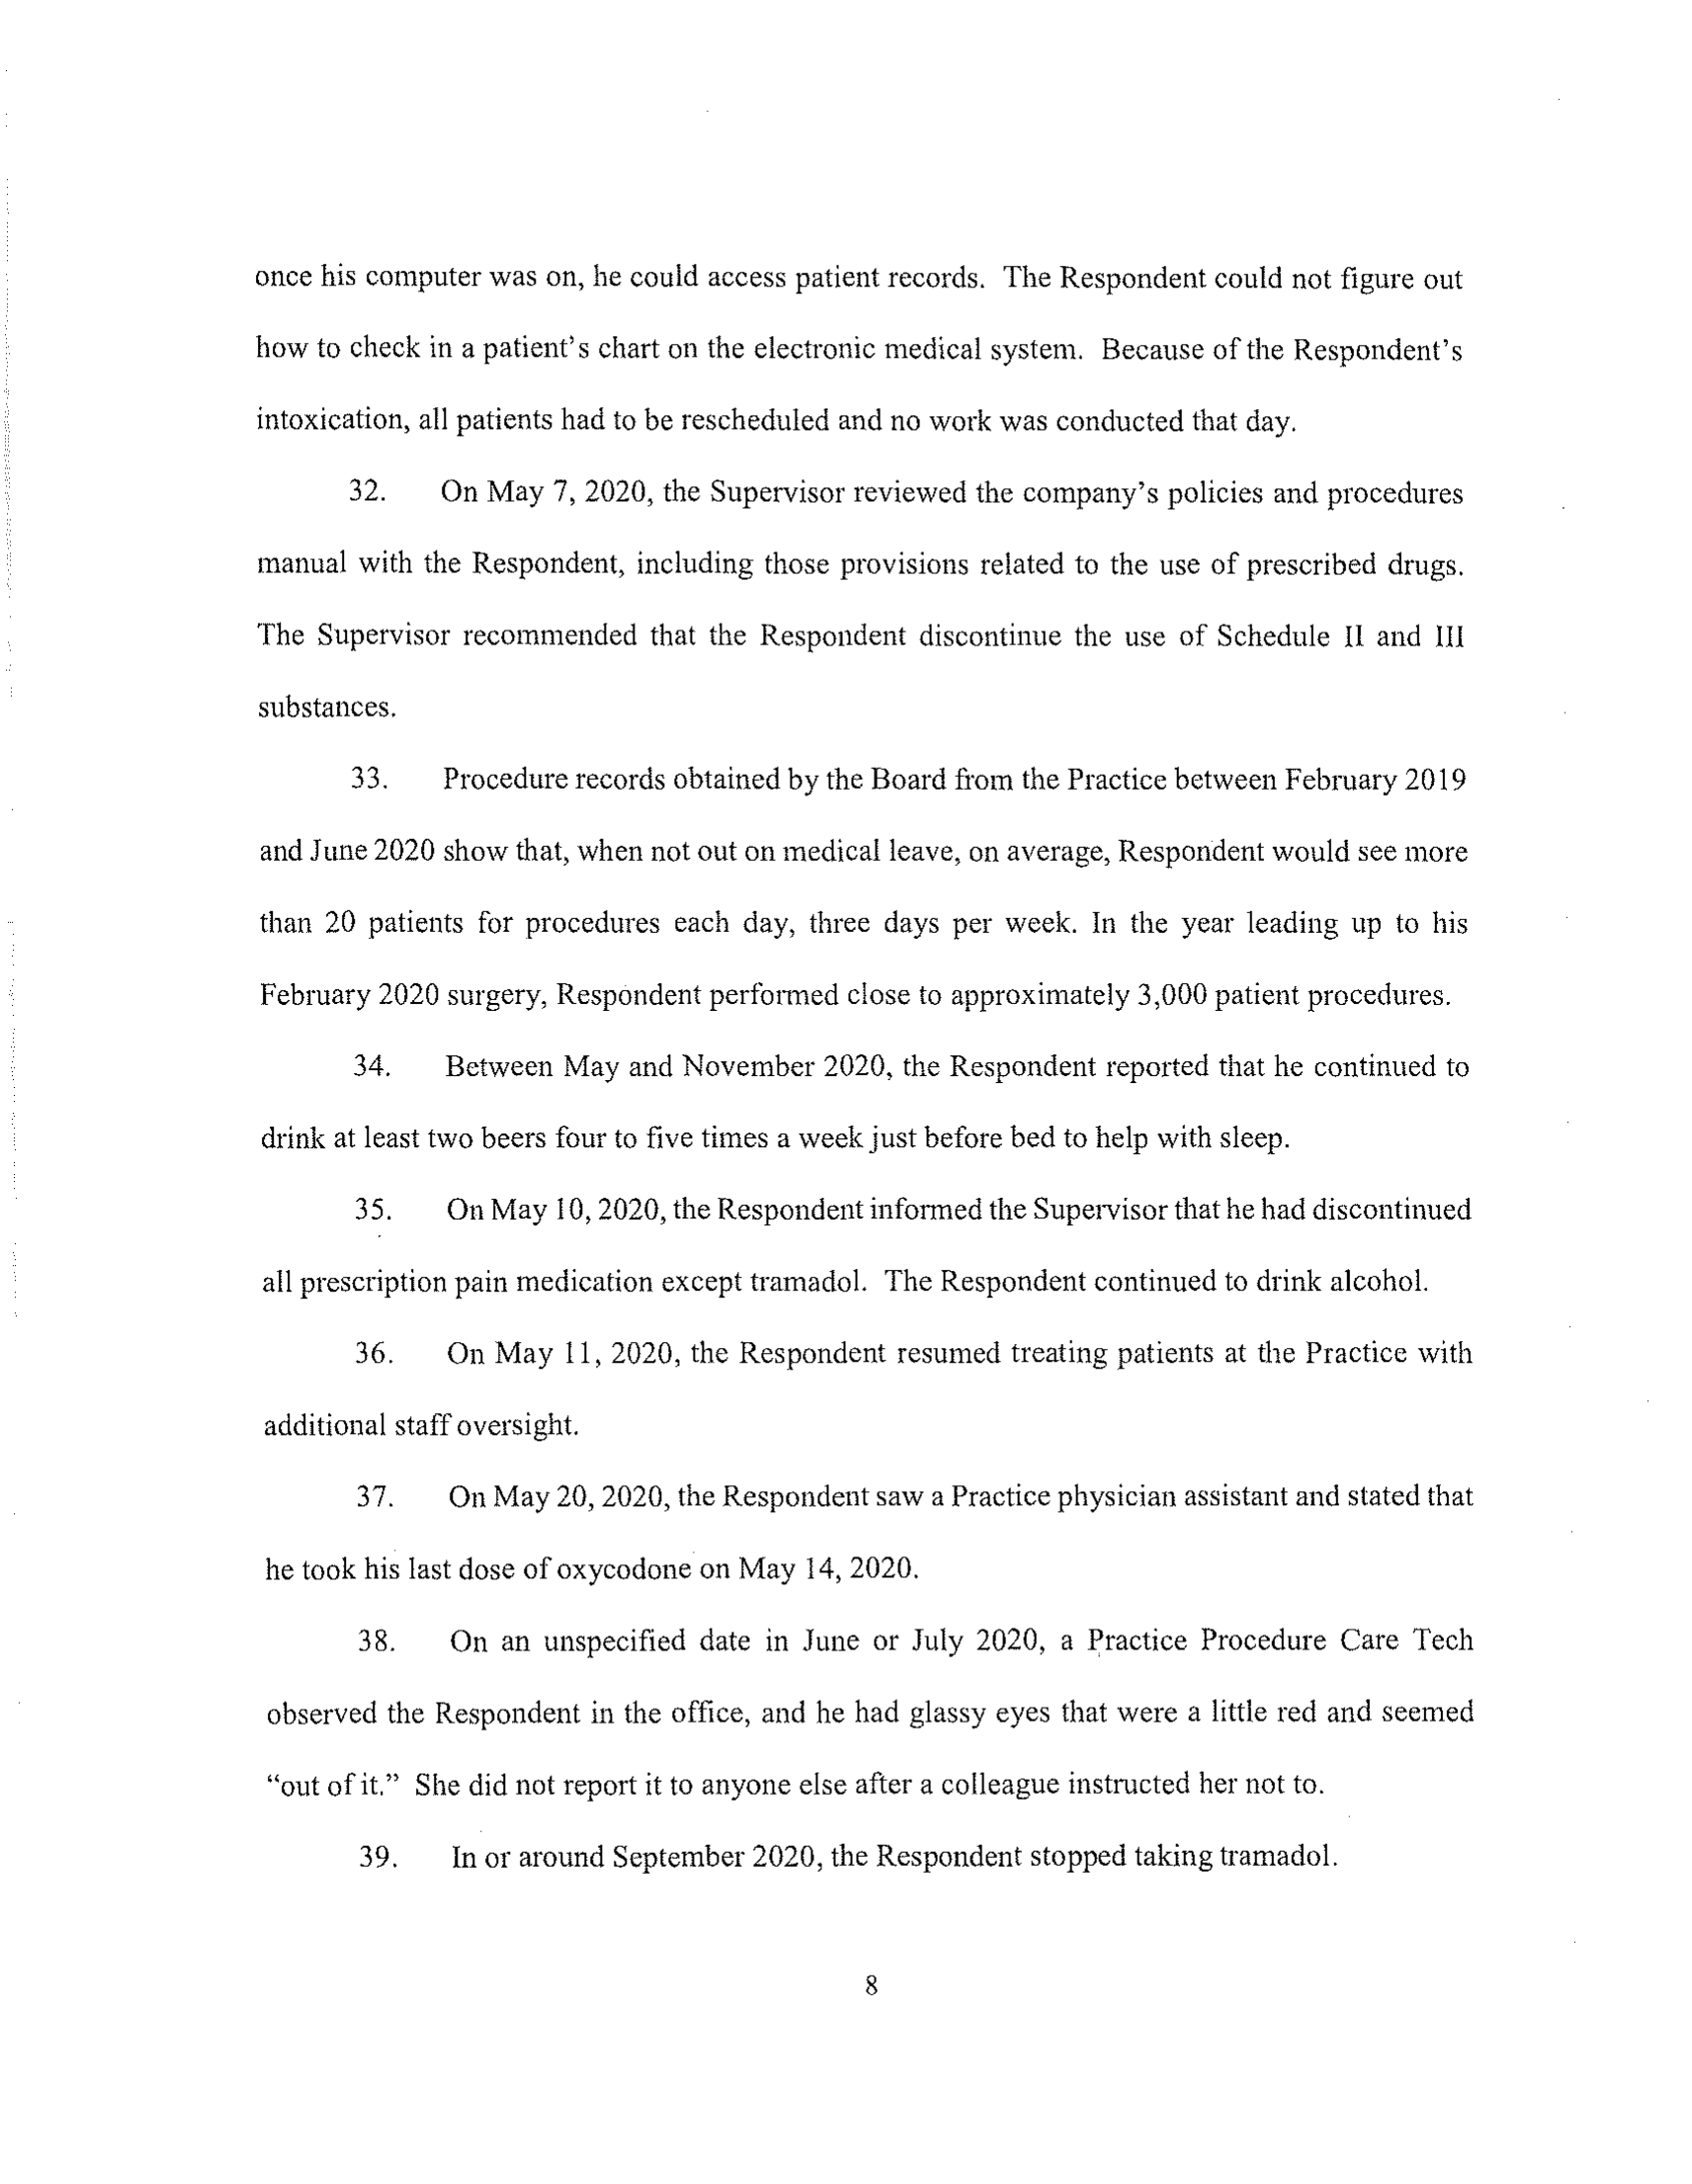 once his computer was on, he could access patient records. The Respondent could not figure out
how to check in a patient's chart on the electronic medical system. Because of the Respondent's
intoxication, all patients had to be rescheduled and no work was conducted that day.
32. On May 7, 2020, the Supervisor reviewed the company's policies and procedures
manual with the Respondent, including those provisions related to the use of prescribed drugs.
The Supervisor recommended that the Respondent discontinue the use of Schedule II and III
substances.
33. Procedure records obtained by the Board from the Practice between February 2019
and June 2020 show that, when not out on medical leave, on average, Respondent would see more
than 20 patients for procedures each day, three days per week. In the year leading up to his
February 2020 surgery, Respondent performed close to approximately 3,000 patient procedures.
34. Between May and November 2020, the Respondent reported that he continued to
drink at least two beers four to five times a week just before bed to help with sleep.
35. On May 10, 2020, the Respondent informed the Supervisor that he had discontinued
all prescription pain medication except tramadol. The Respondent continued to drink alcohol.
36. On May 11, 2020, the Respondent resumed treating patients at the Practice with
additional staff oversight.
37. On May 20, 2020, the Respondent saw a Practice physician assistant and stated that
he took his last dose of oxycodone on May 14, 2020.
38. On an unspecified date in June or July 2020, a Practice Procedure Care Tech
observed the Respondent in the office, and he had glassy eyes that were a little red and seemed
“out of it.” She did not report it to anyone else after a colleague instructed her not to.
39. In or around September 2020, the Respondent stopped taking tramadol.
8